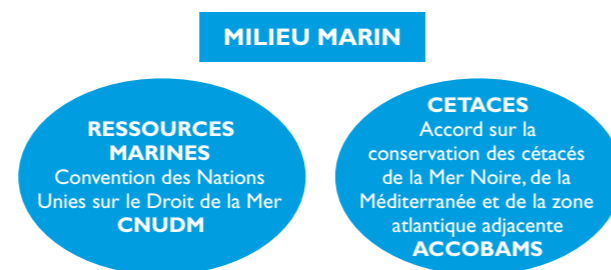 MILIEU MARIN
RESSOURCES
MARINES
Convention des Nations
Unies sur le Droit de la Mer
CNUDM
CETACES
Accord sur la
conservation des cétacés
de la Mer Noire, de la
Méditerranée et de la zone
atlantique adjacente
ACCOBAMS